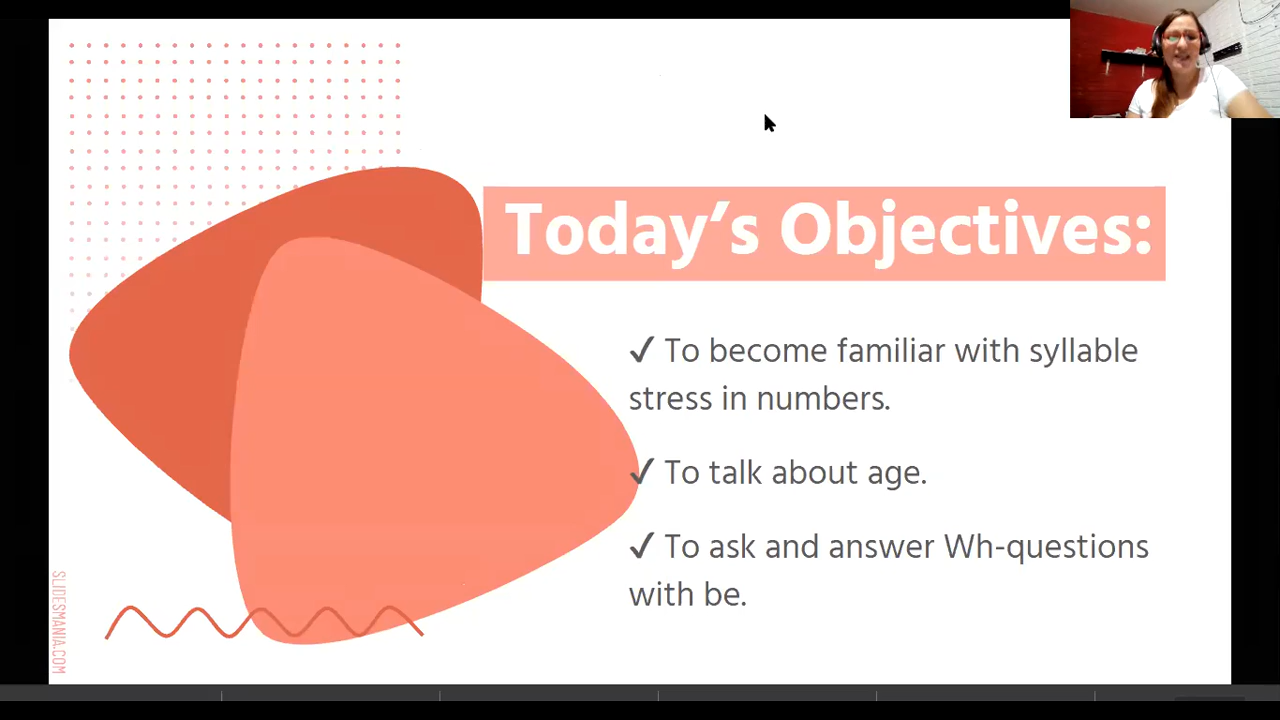 Today’s Objectives:
✓ To become familiar with syllable
stress in numbers.
✓ To talk about age.
✓ To ask and answer Wh-questions
with be.
SLIDESMANIA.COM